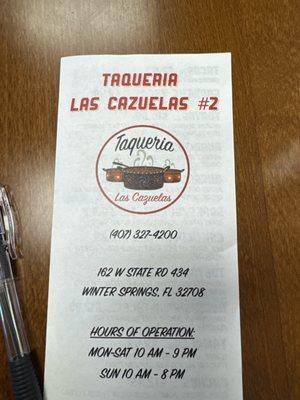 TAQUERIA
LAS CAZUELAS #2
Taqueria
Las Cazuelas
(407) 327-4200
162 W STATE RD 434
WINTER SPRINGS, FL 32708
HOURS OF OPERATION:
MON-SAT 10 AM - 9 PM
SUN 10 AM - 8 PM